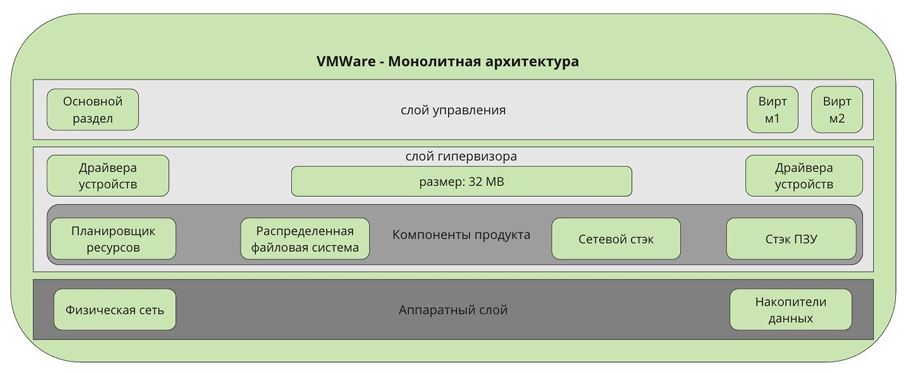 VMWare - Монолитная архитектура
Основной
раздел
слой управления
Вирт
м1
Вирт
м2
слой гипервизора
Драйвера
устройств
размер: 32 MB
Драйвера
устройств
Планировщик
ресурсов
Распределенная
файловая система
Компоненты продукта
Сетевой стэк
Стэк ПЗУ
Физическая сеть
Аппаратный слой
Накопители
данных